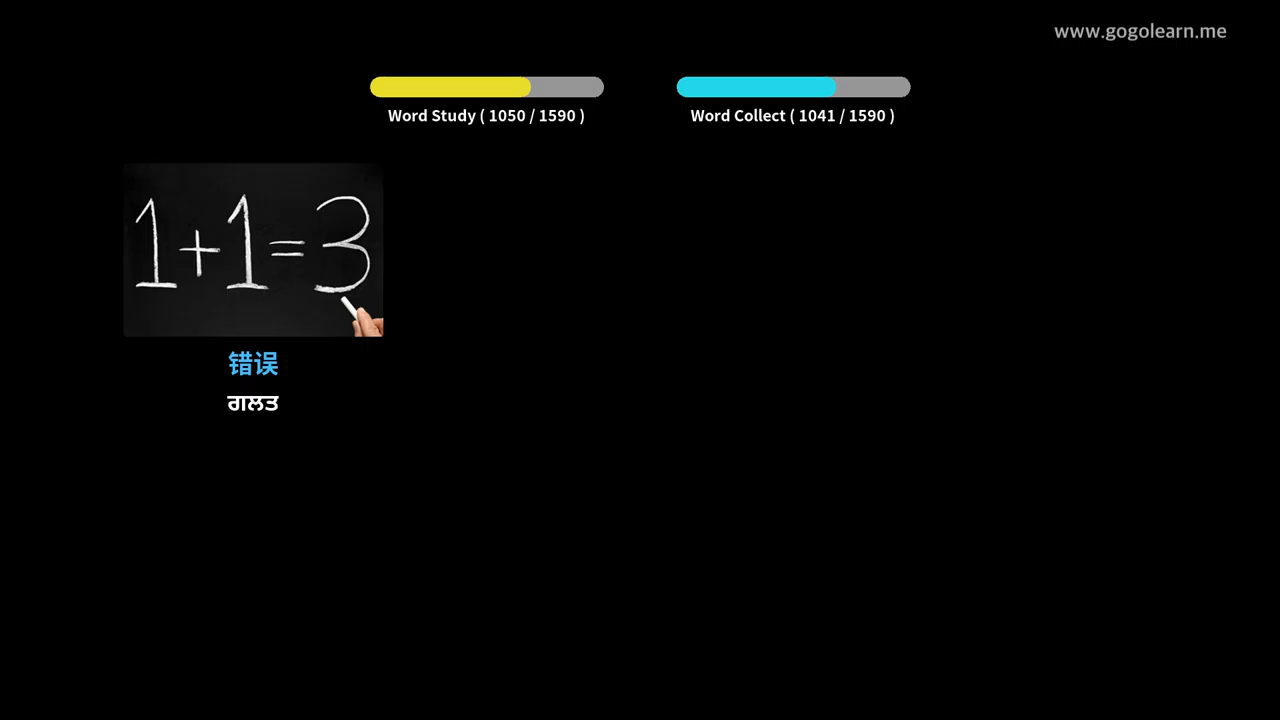 www.gogolearn.me
Word Study ( 1050 / 1590 )
Word Collect ( 1041 / 1590 )
1+1=3
错误
ਗਲਤ